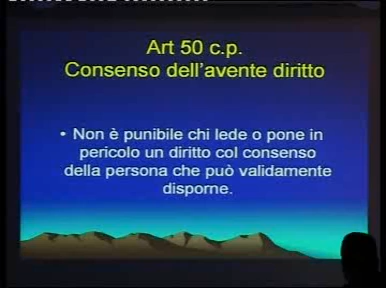 Art 50 c.p.
Consenso dell'avente diritto
• Non è punibile chi lede o pone in
pericolo un diritto col consenso
della persona che può validamente
disporne.